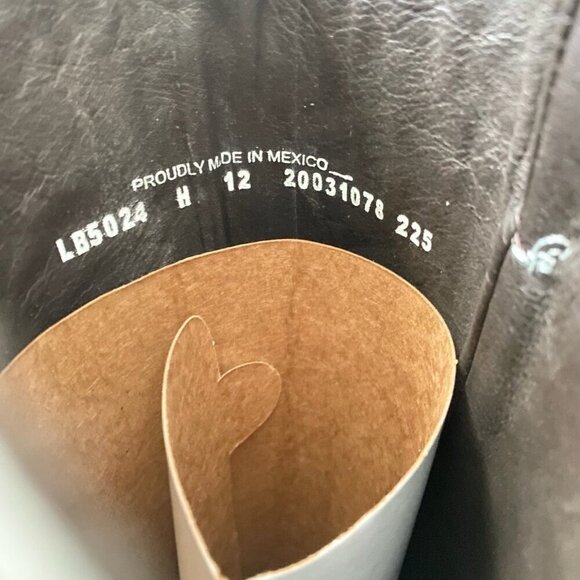 PROUDLY MADE IN MEXICO
LB5024 H 12 20031078 225